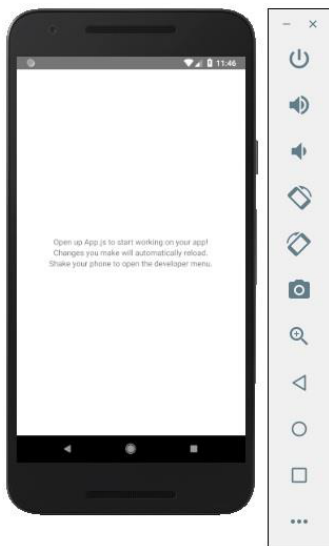 11:46
Open up App.js to start working on your app!
Changes you make will automatically reload.
Shake your phone to open the developer menu.